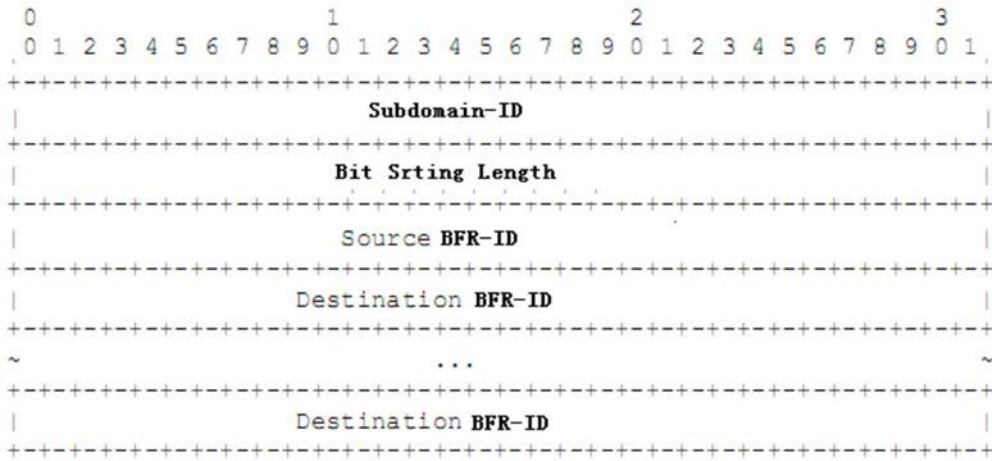 0 1 2 3
0 1 2 3 4 5 6 7 8 9 0 1 2 3 4 5 6 7 8 9 0 1 2 3 4 5 6 7 8 9 0 1
+-+-+-+-+-+-+-+-+-+-+-+-+-+-+-+-+-+-+-+-+-+-+-+-+-+-+-+-+-+-+-+-+
| Subdomain-ID |
+-+-+-+-+-+-+-+-+-+-+-+-+-+-+-+-+-+-+-+-+-+-+-+-+-+-+-+-+-+-+-+-+
| Bit Srting Length |
+-+-+-+-+-+-+-+-+-+-+-+-+-+-+-+-+-+-+-+-+-+-+-+-+-+-+-+-+-+-+-+-+
| Source BFR-ID |
+-+-+-+-+-+-+-+-+-+-+-+-+-+-+-+-+-+-+-+-+-+-+-+-+-+-+-+-+-+-+-+-+
| Destination BFR-ID |
+-+-+-+-+-+-+-+-+-+-+-+-+-+-+-+-+-+-+-+-+-+-+-+-+-+-+-+-+-+-+-+-+
~ ... ~
+-+-+-+-+-+-+-+-+-+-+-+-+-+-+-+-+-+-+-+-+-+-+-+-+-+-+-+-+-+-+-+-+
| Destination BFR-ID |
+-+-+-+-+-+-+-+-+-+-+-+-+-+-+-+-+-+-+-+-+-+-+-+-+-+-+-+-+-+-+-+-+